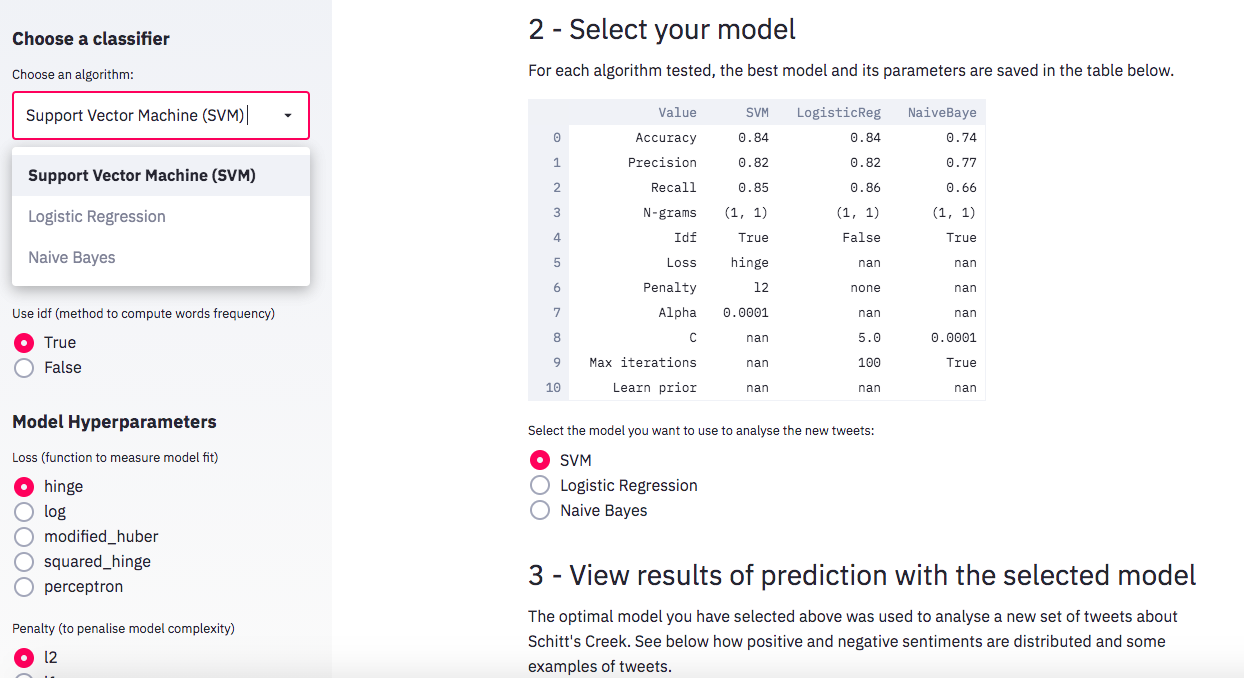 Choose a classifier
Choose an algorithm:
Support Vector Machine (SVM)
Support Vector Machine (SVM)
Logistic Regression
Naive Bayes
Use idf (method to compute words frequency)
True
False
Model Hyperparameters
Loss (function to measure model fit)
hinge
log
modified_huber
squared_hinge
perceptron
Penalty (to penalise model complexity)
l2
2 - Select your model
For each algorithm tested, the best model and its parameters are saved in the table below.
Value SVM LogisticReg NaiveBaye
0 Accuracy 0.84 0.84 0.74
1 Precision 0.82 0.82 0.77
2 Recall 0.85 0.86 0.66
3 N-grams (1, 1) (1, 1) (1, 1)
4 Idf True False True
5 Loss hinge nan nan
6 Penalty l2 none nan
7 Alpha 0.0001 nan nan
8 C nan 5.0 0.0001
9 Max iterations nan 100 True
10 Learn prior nan nan nan
Select the model you want to use to analyse the new tweets:
SVM
Logistic Regression
Naive Bayes
3 - View results of prediction with the selected model
The optimal model you have selected above was used to analyse a new set of tweets about
Schitt's Creek. See below how positive and negative sentiments are distributed and some
examples of tweets.